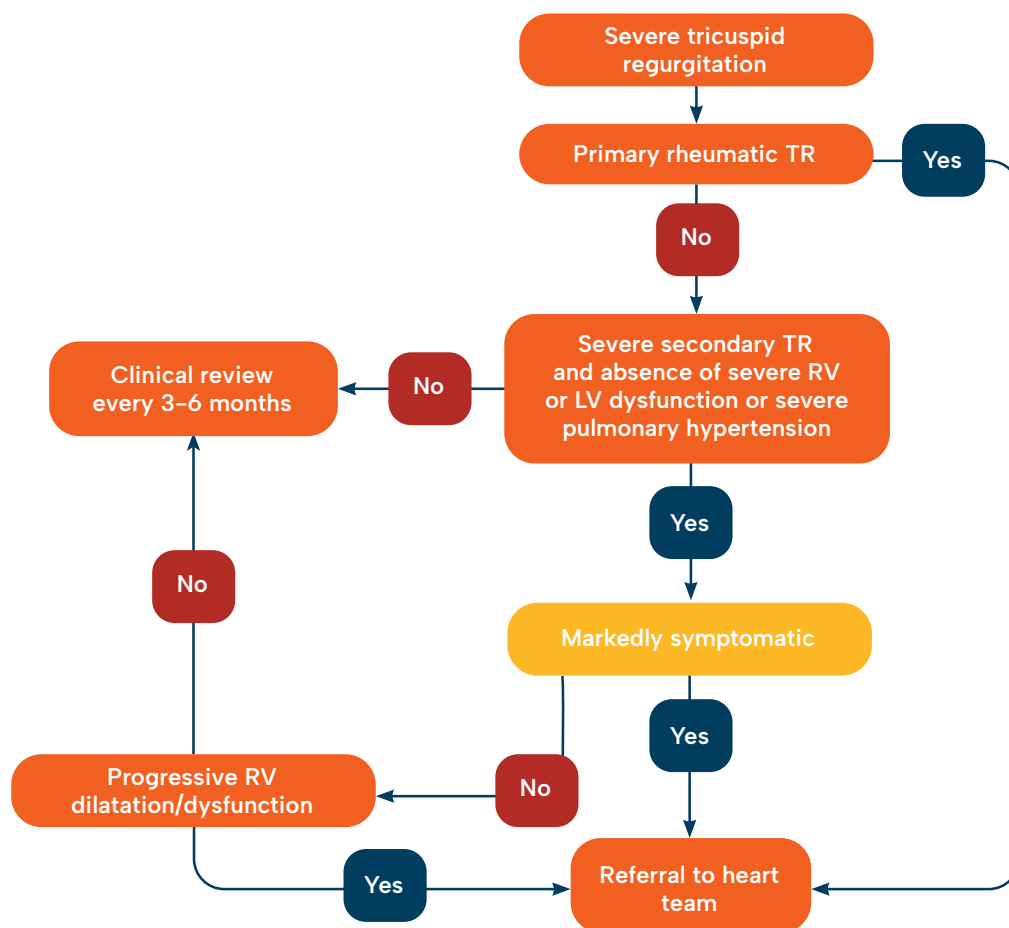 Severe tricuspid
regurgitation
Primary rheumatic TR
Yes
No
Severe secondary TR
and absence of severe RV
or LV dysfunction or severe
pulmonary hypertension
No
Clinical review
every 3-6 months
Yes
No
Markedly symptomatic
Yes
No
Progressive RV
dilatation/dysfunction
Yes
Referral to heart
team